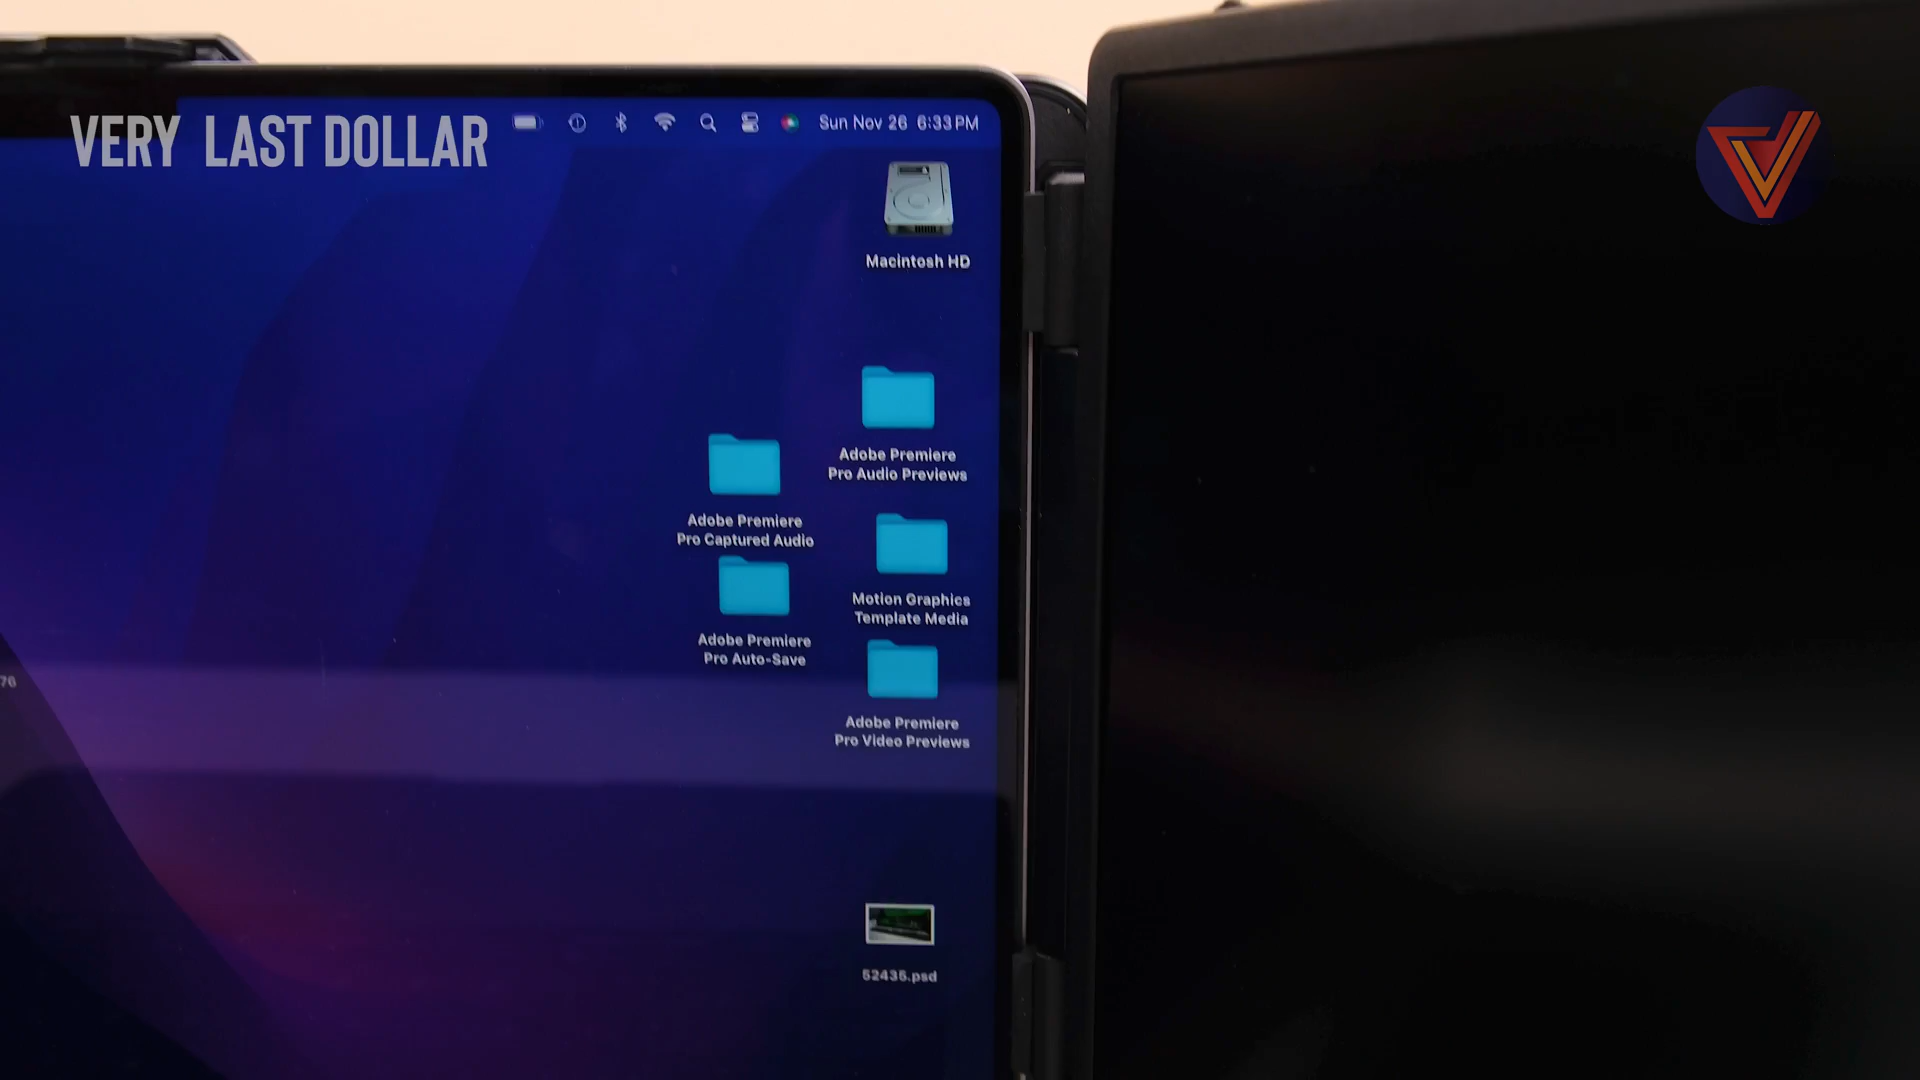 VERY LAST DOLLAR
Sun Nov 26 6:33 PM
Macintosh HD
Adobe Premiere
Pro Audio Previews
Adobe Premiere
Pro Captured Audio
Motion Graphics
Template Media
Adobe Premiere
Pro Auto-Save
Adobe Premiere
Pro Video Previews
76
52435.psd